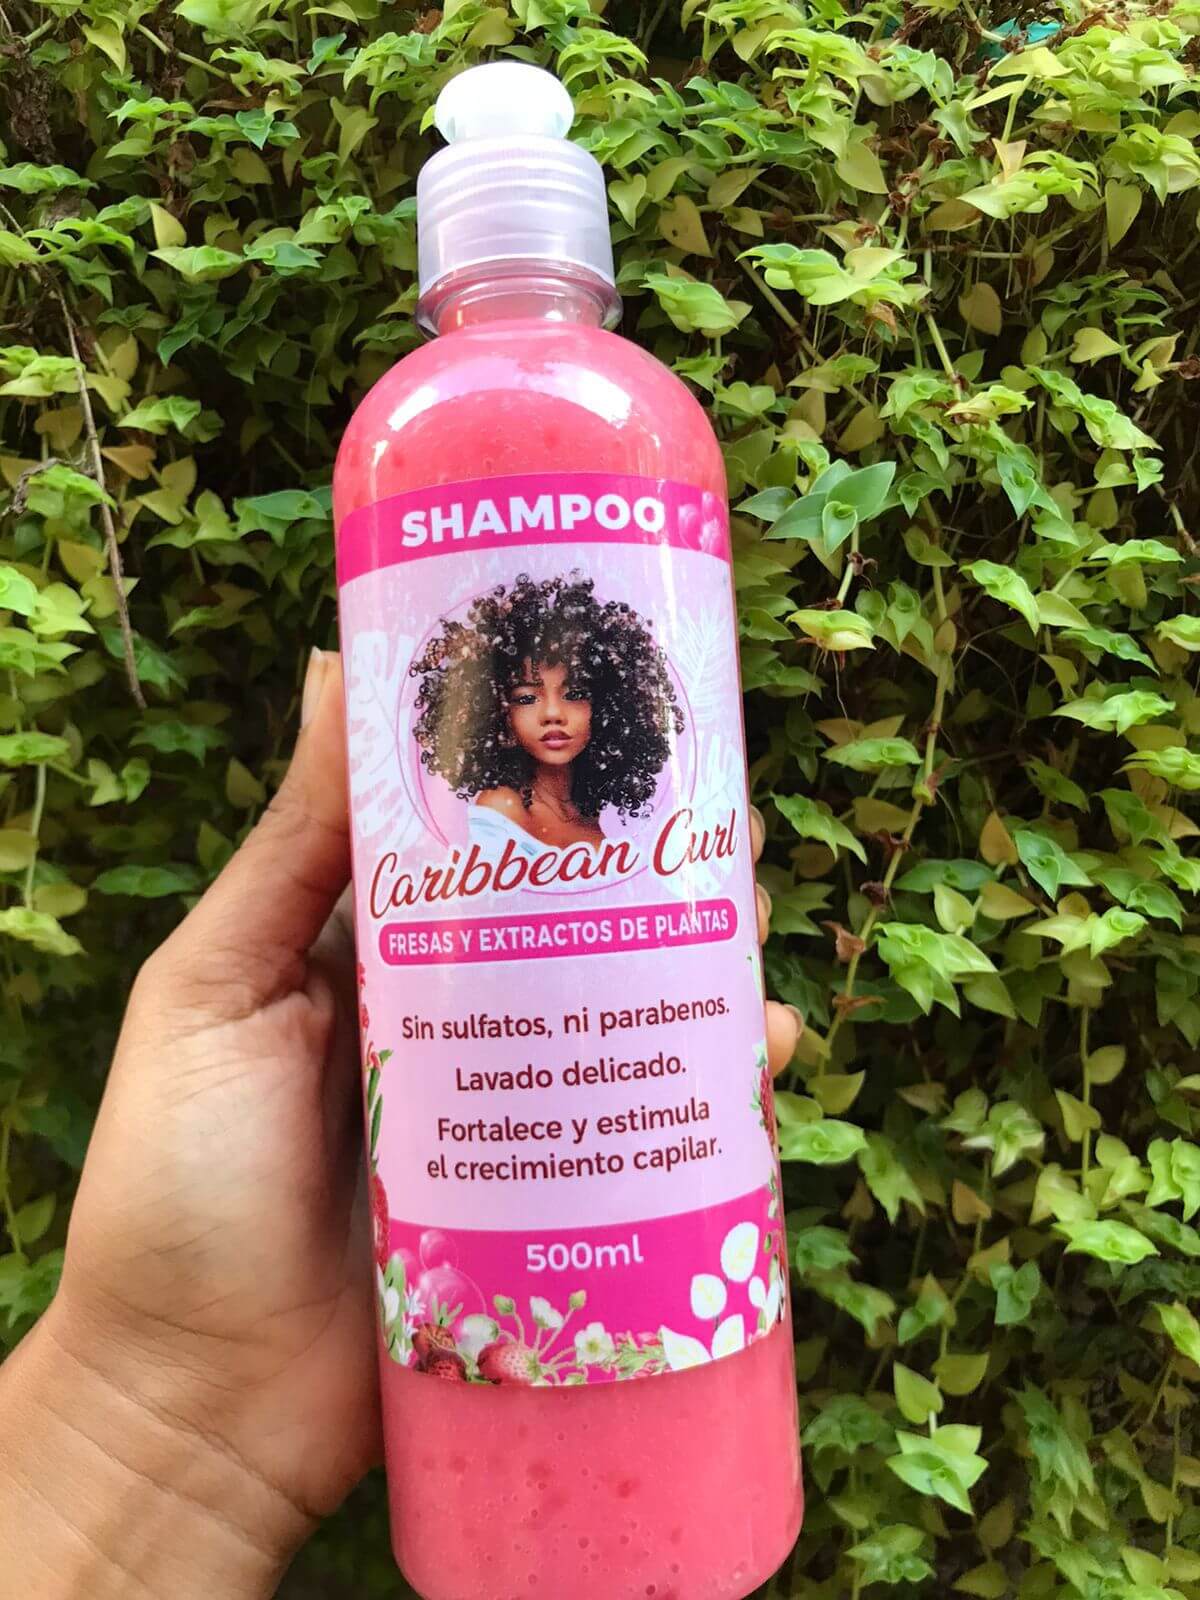 SHAMPOO
Caribbean Curl
FRESAS Y EXTRACTOS DE PLANTAS
Sin sulfatos, ni parabenos.
Lavado delicado.
Fortalece y estimula
el crecimiento capilar.
500ml